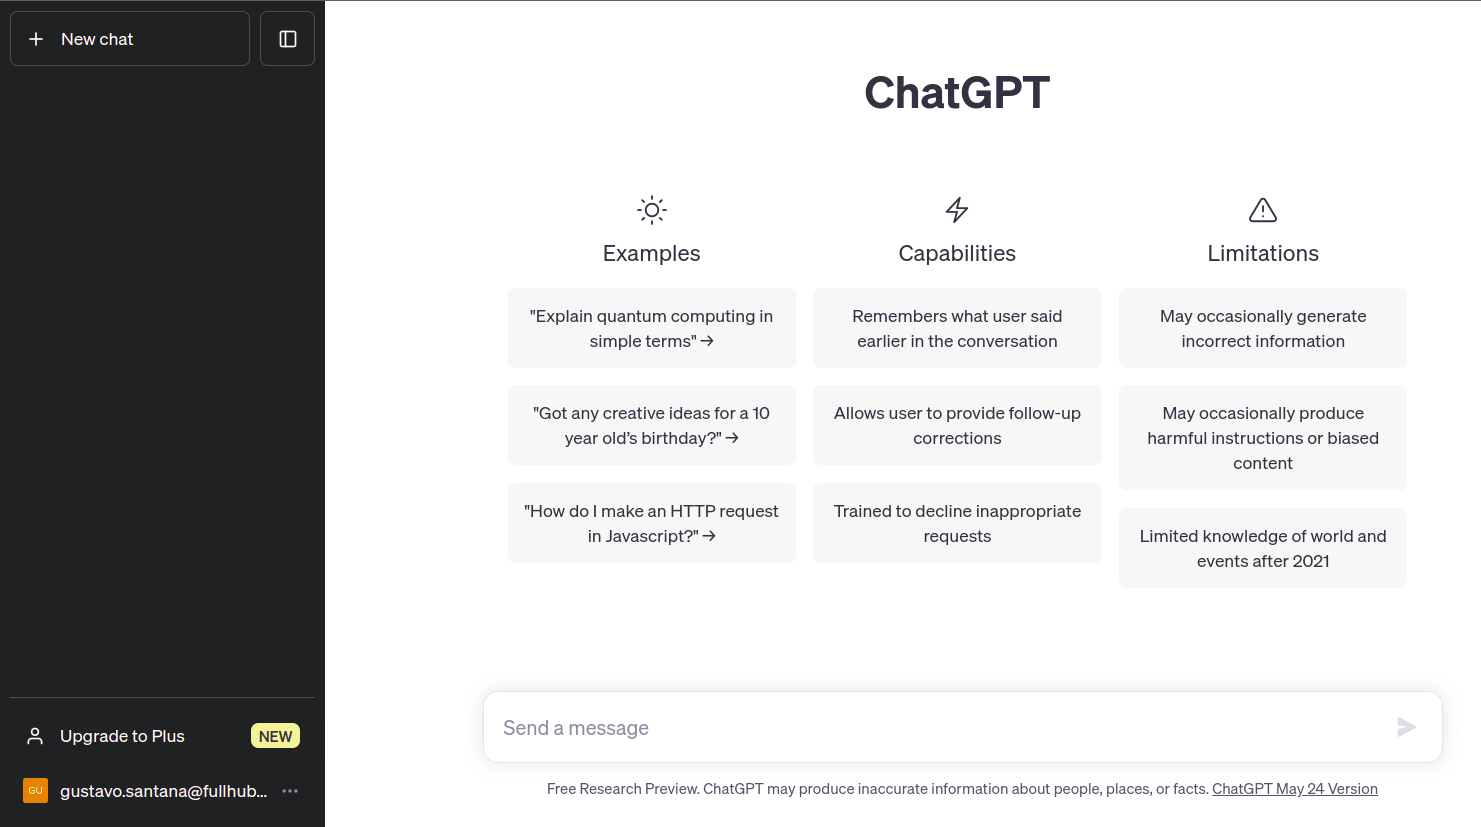 New chat
ChatGPT
Examples
"Explain quantum computing in
simple terms" →
"Got any creative ideas for a 10
year old’s birthday?" →
"How do I make an HTTP request
in Javascript?" →
Capabilities
Remembers what user said
earlier in the conversation
Allows user to provide follow-up
corrections
Trained to decline inappropriate
requests
Limitations
May occasionally generate
incorrect information
May occasionally produce
harmful instructions or biased
content
Limited knowledge of world and
events after 2021
Upgrade to Plus NEW
GU gustavo.santana@fullhub...
Send a message
Free Research Preview. ChatGPT may produce inaccurate information about people, places, or facts. ChatGPT May 24 Version